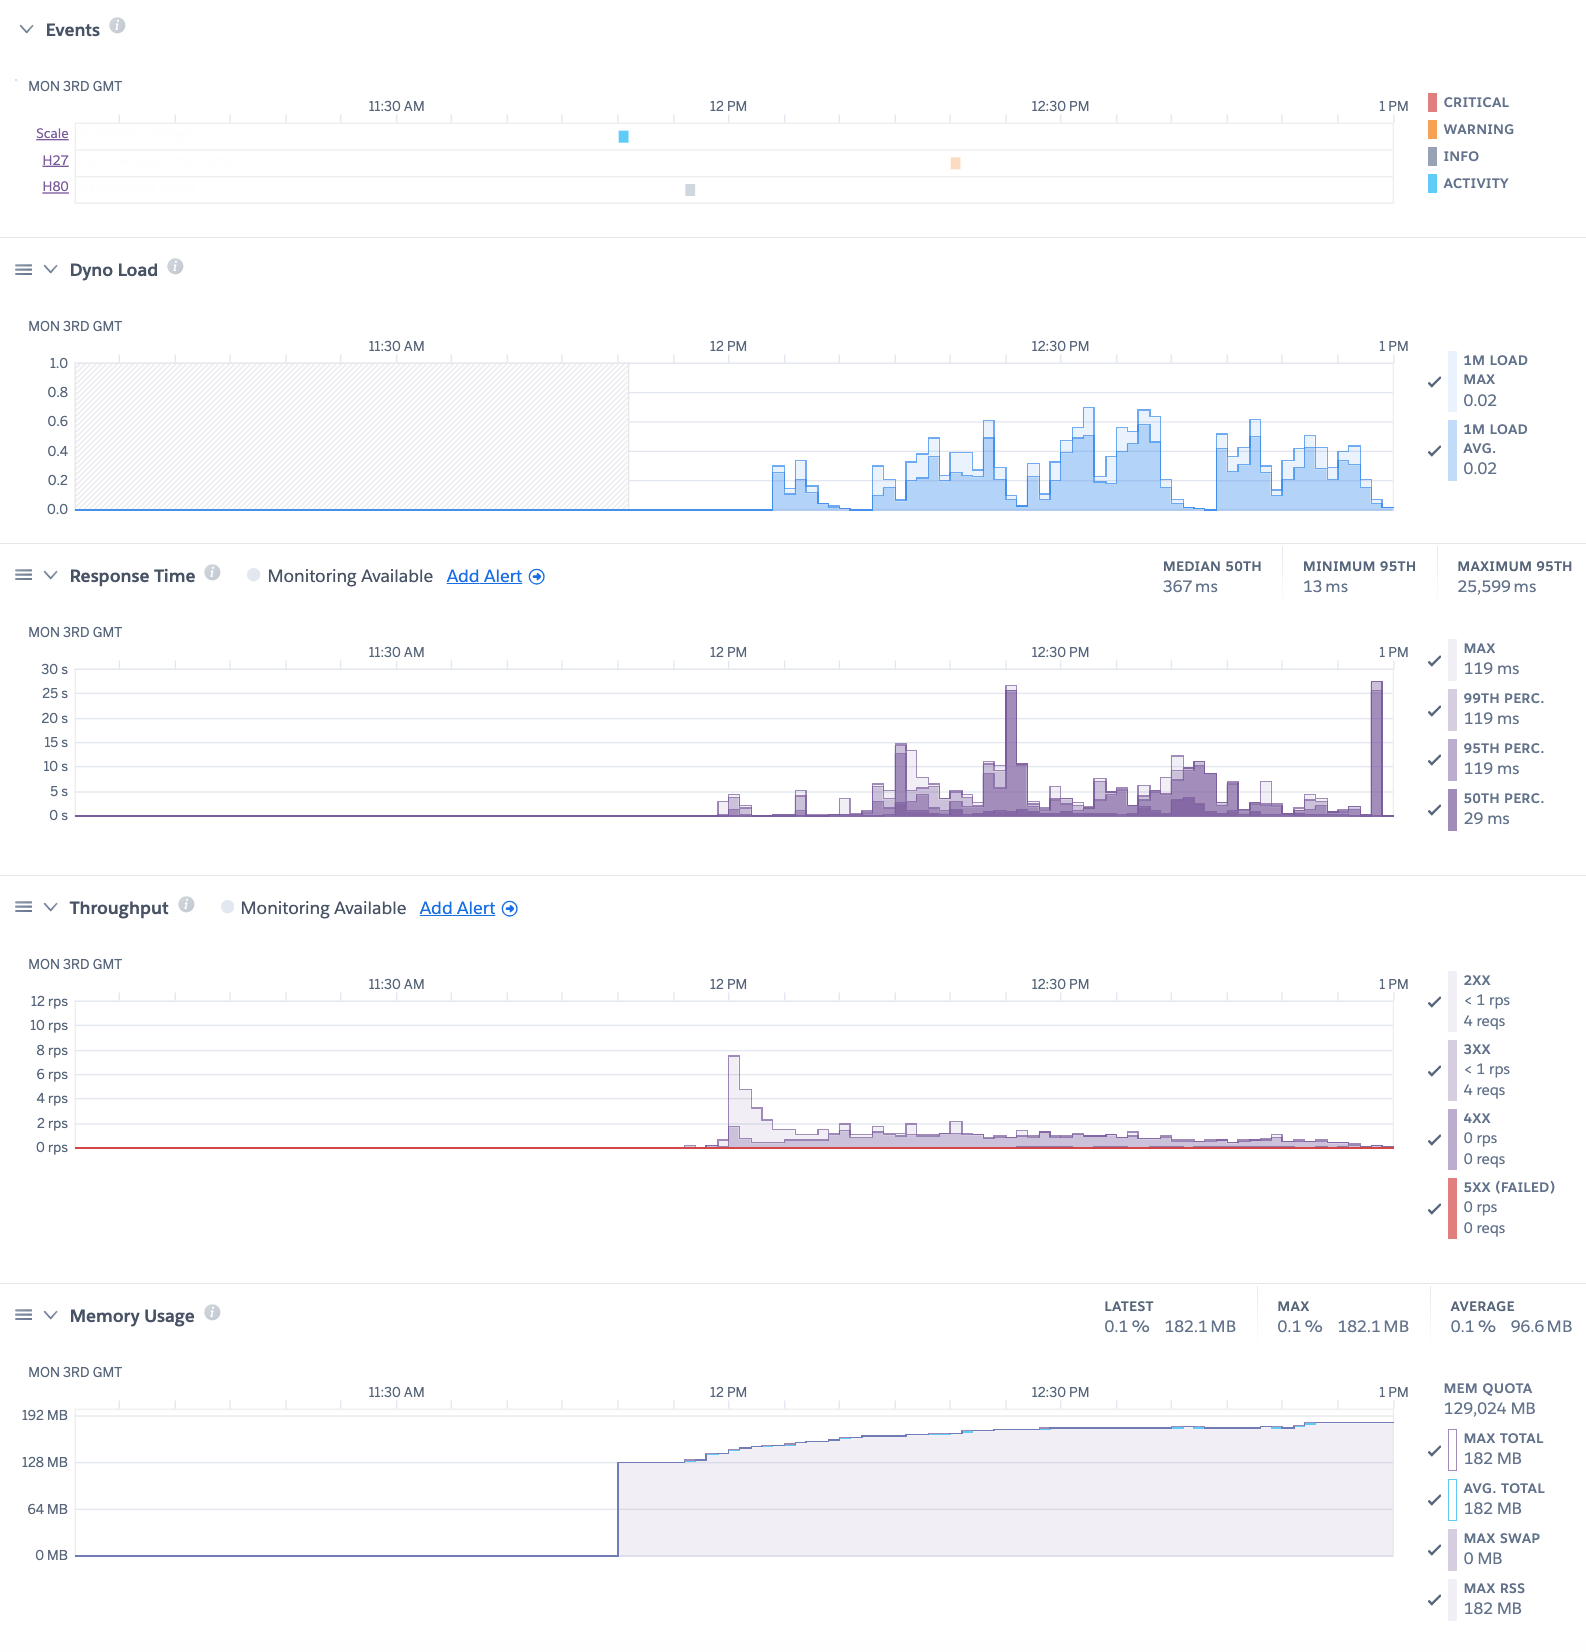 Events
MON 3RD GMT
11:30 AM 12 PM 12:30 PM 1 PM
Scale
H27
H80
CRITICAL
WARNING
INFO
ACTIVITY
Dyno Load
MON 3RD GMT
11:30 AM 12 PM 12:30 PM 1 PM
1.0
0.8
0.6
0.4
0.2
0.0
1M LOAD
MAX
0.02
1M LOAD
AVG.
0.02
Response Time Monitoring Available Add Alert
MEDIAN 50TH MINIMUM 95TH MAXIMUM 95TH
367 ms 13 ms 25,599 ms
MON 3RD GMT
11:30 AM 12 PM 12:30 PM 1 PM
30 s
25 s
20 s
15 s
10 s
5 s
0 s
MAX
119 ms
99TH PERC.
119 ms
95TH PERC.
119 ms
50TH PERC.
29 ms
Throughput Monitoring Available Add Alert
MON 3RD GMT
11:30 AM 12 PM 12:30 PM 1 PM
12 rps
10 rps
8 rps
6 rps
4 rps
2 rps
0 rps
2XX
< 1 rps
4 reqs
3XX
< 1 rps
4 reqs
4XX
0 rps
0 reqs
5XX (FAILED)
0 rps
0 reqs
Memory Usage
LATEST MAX AVERAGE
0.1 % 182.1 MB 0.1 % 182.1 MB 0.1 % 96.6 MB
MON 3RD GMT
11:30 AM 12 PM 12:30 PM 1 PM
192 MB
128 MB
64 MB
0 MB
MEM QUOTA
129,024 MB
MAX TOTAL
182 MB
AVG. TOTAL
182 MB
MAX SWAP
0 MB
MAX RSS
182 MB